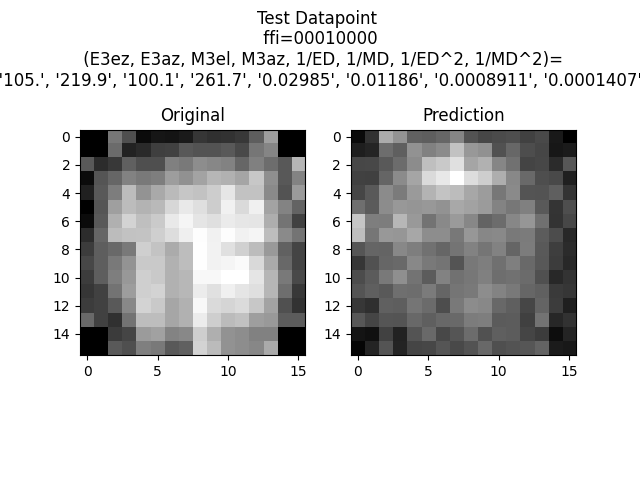 Test Datapoint
ffi=00010000
(E3ez, E3az, M3el, M3az, 1/ED, 1/MD, 1/ED^2, 1/MD^2)=
'105.', '219.9', '100.1', '261.7', '0.02985', '0.01186', '0.0008911', '0.0001407'
Original Prediction
0 0
2 2
4 4
6 6
8 8
10 10
12 12
14 14
0 5 10 15 0 5 10 15